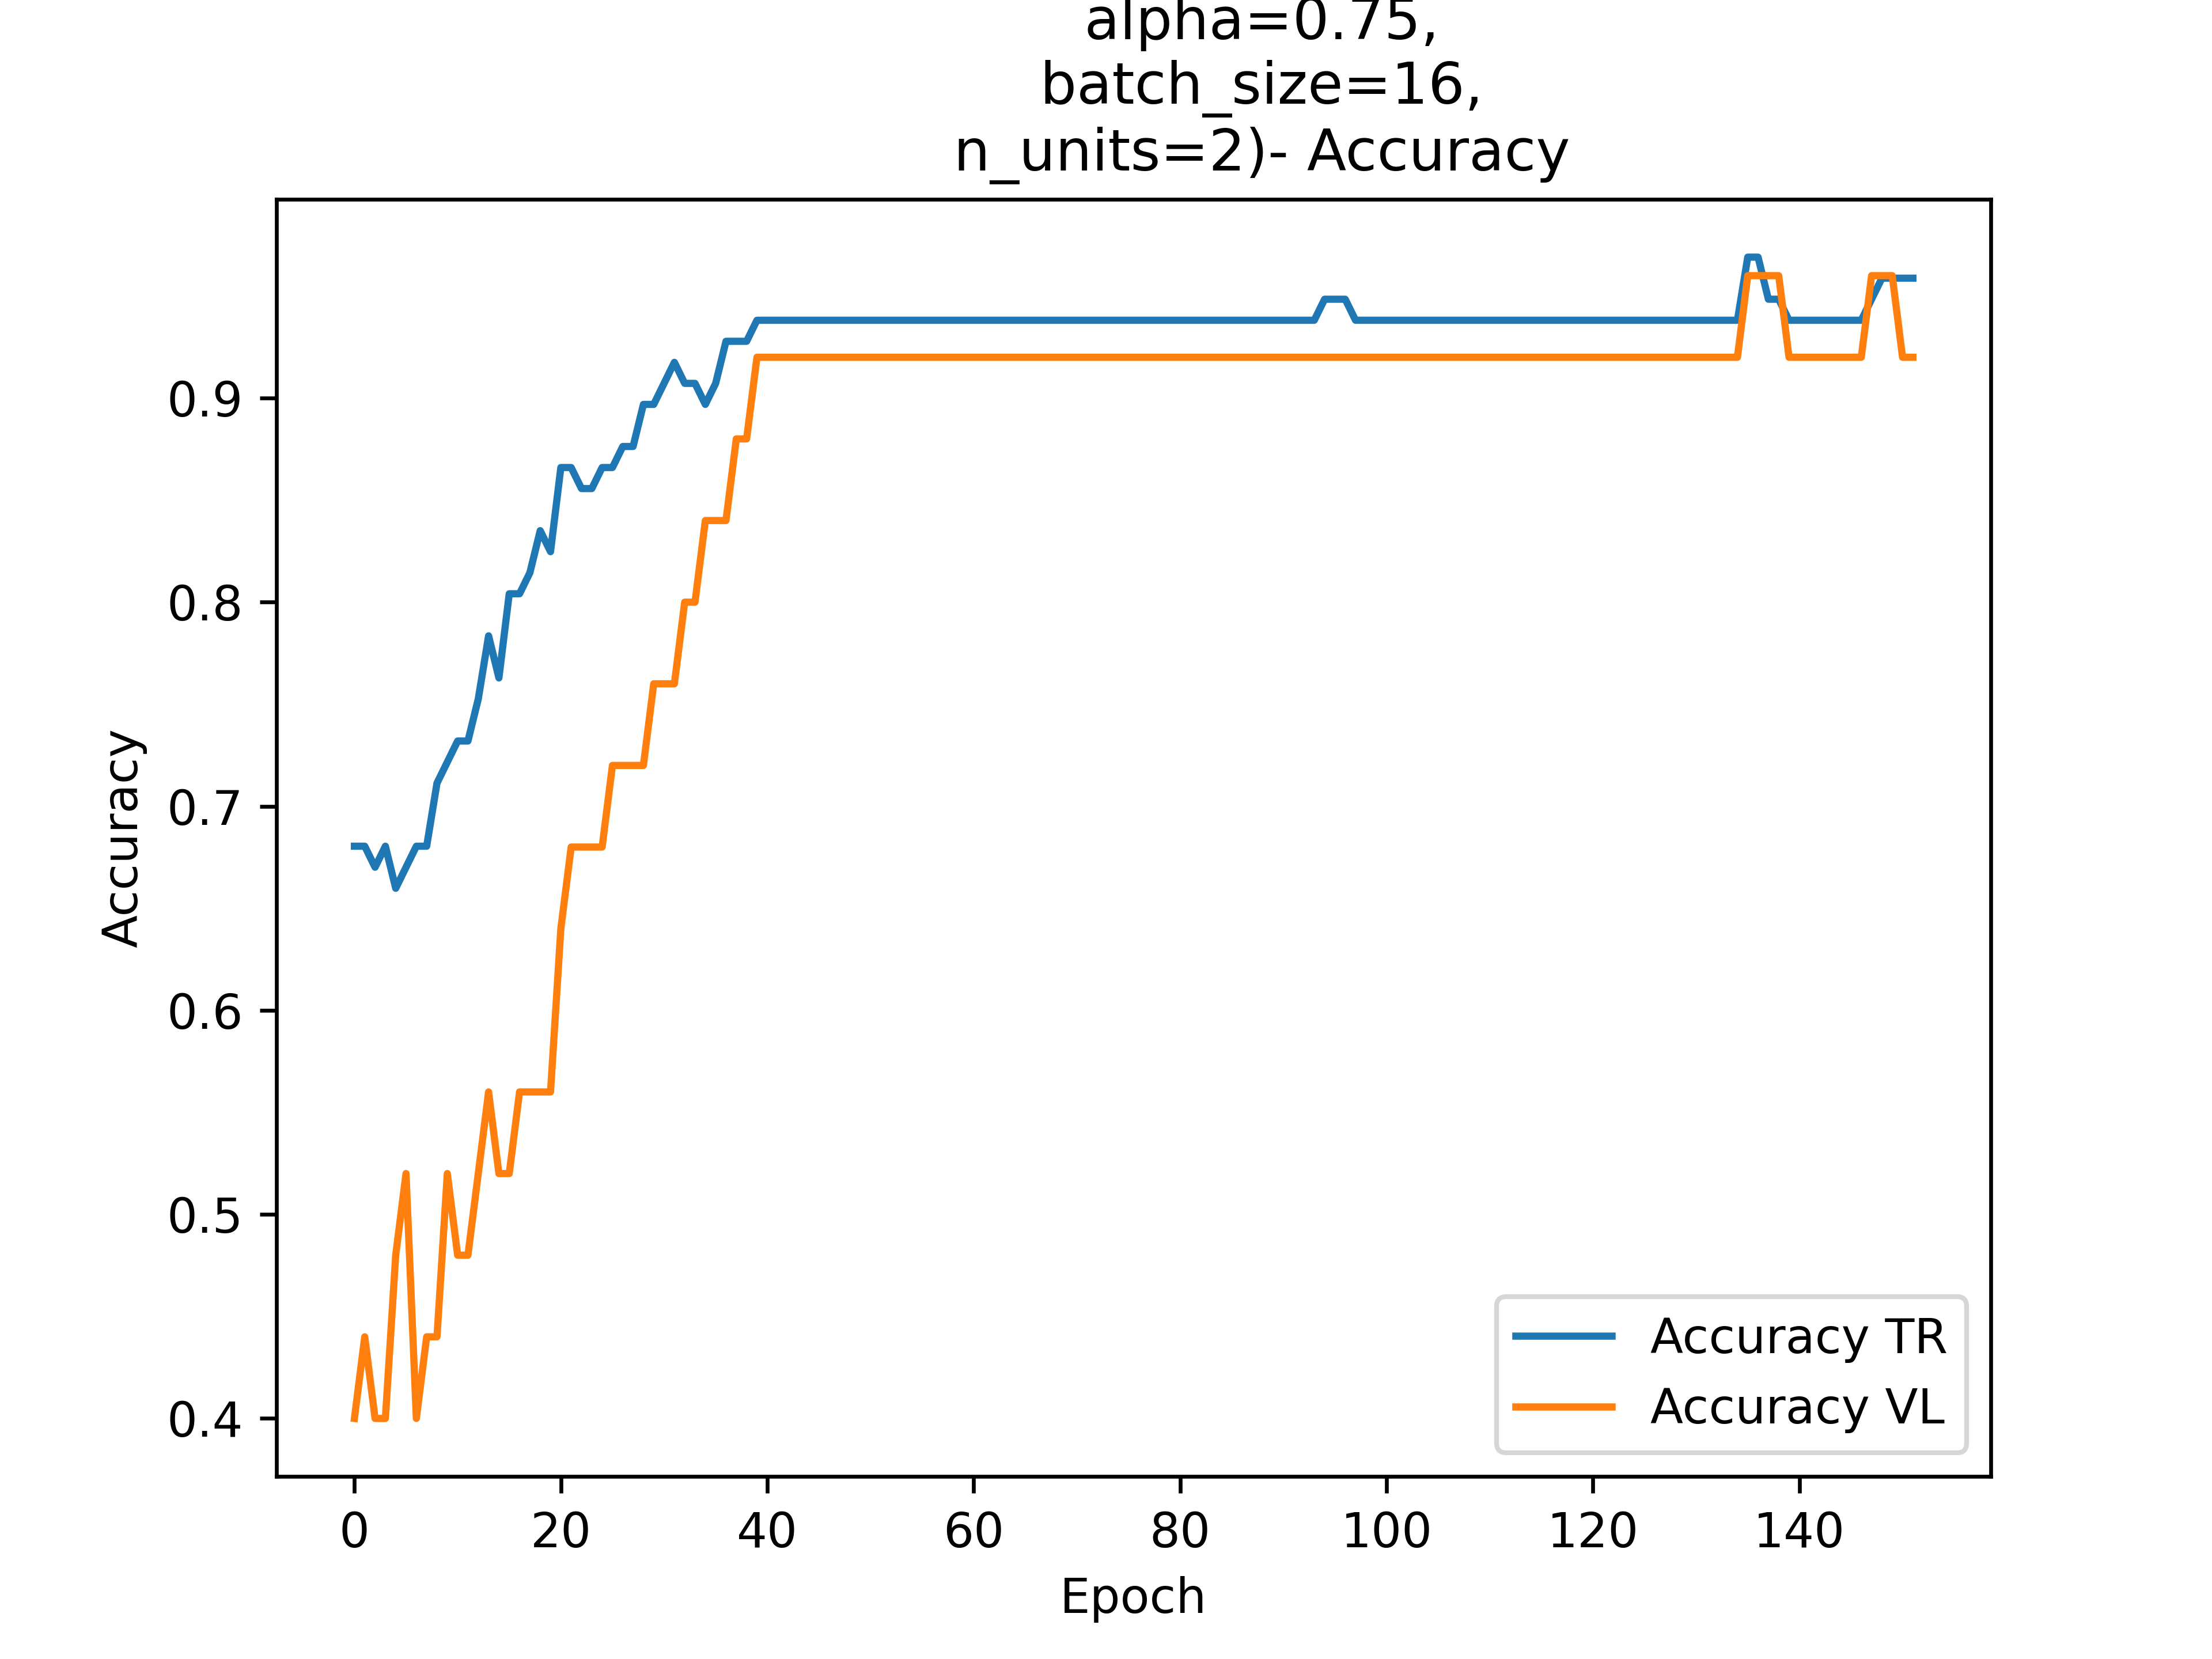 alpha=0.75,
batch_size=16,
n_units=2)- Accuracy
Accuracy
0.9
0.8
0.7
0.6
0.5
0.4
0 20 40 60 80 100 120 140
Epoch
Accuracy TR
Accuracy VL